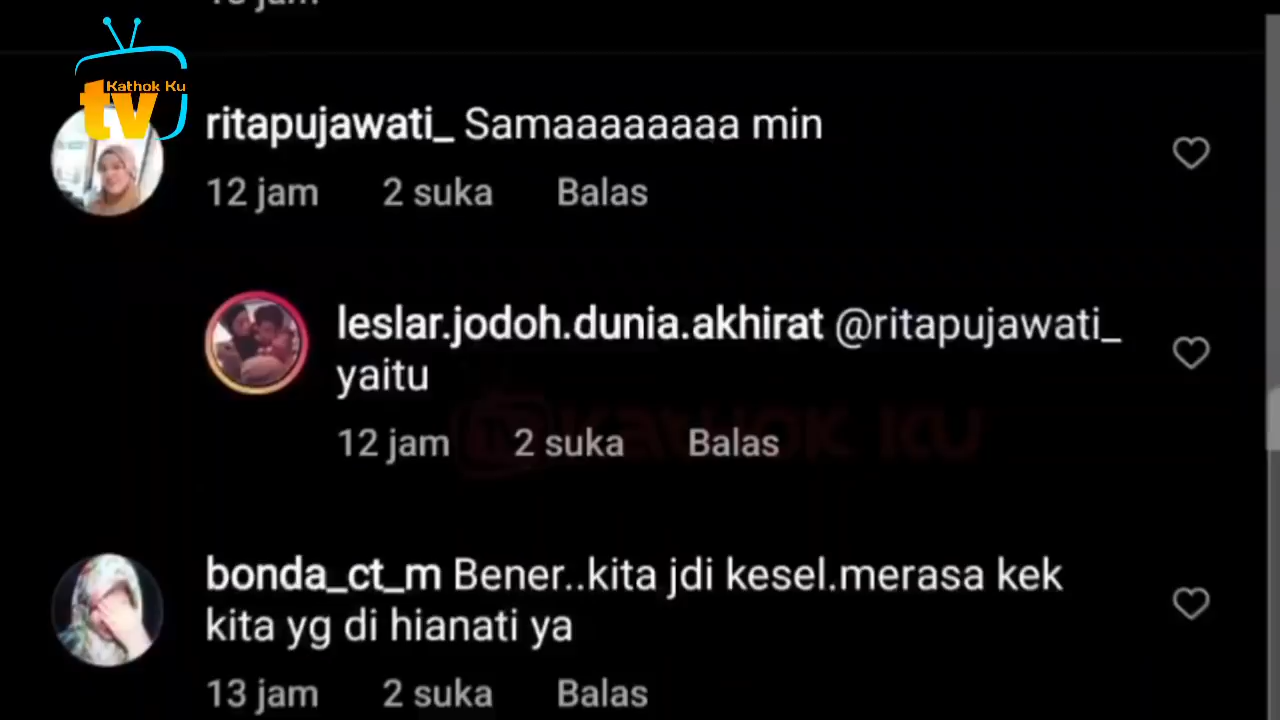 Kathok Ku
tv
ritapujawati_ Samaaaaaaaa min
12 jam 2 suka Balas
leslar.jodoh.dunia.akhirat @ritapujawati_
yaitu
12 jam 2 suka Balas
KATHOK KU
bonda_ct_m Bener..kita jdi kesel.merasa kek
kita yg di hianati ya
13 jam 2 suka Balas